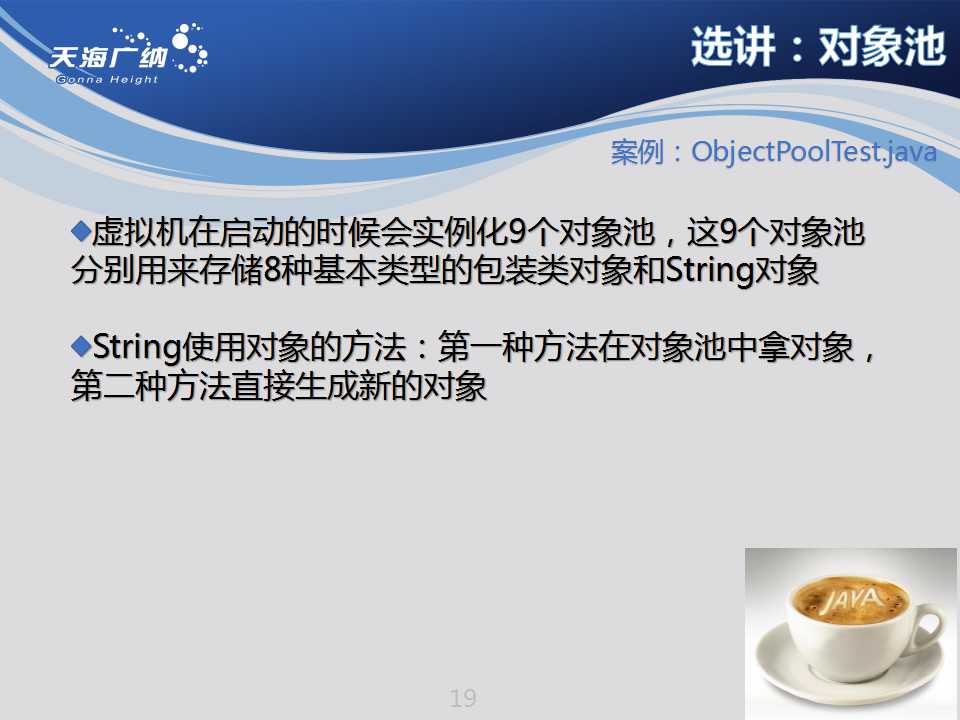 天海广纳
Gonna Height
选讲：对象池
案例：ObjectPoolTest.java
虚拟机在启动的时候会实例化9个对象池，这9个对象池
分别用来存储8种基本类型的包装类对象和String对象
String使用对象的方法：第一种方法在对象池中拿对象，
第二种方法直接生成新的对象
JAVA
19